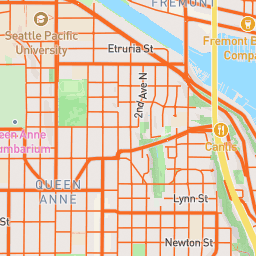 FREMONT
Seattle Pacific
University
Etruria St
Fremont B
Compa
2nd Ave N
een Anne
umbarium
Canlis
QUEEN
ANNE
Lynn St
Newton St